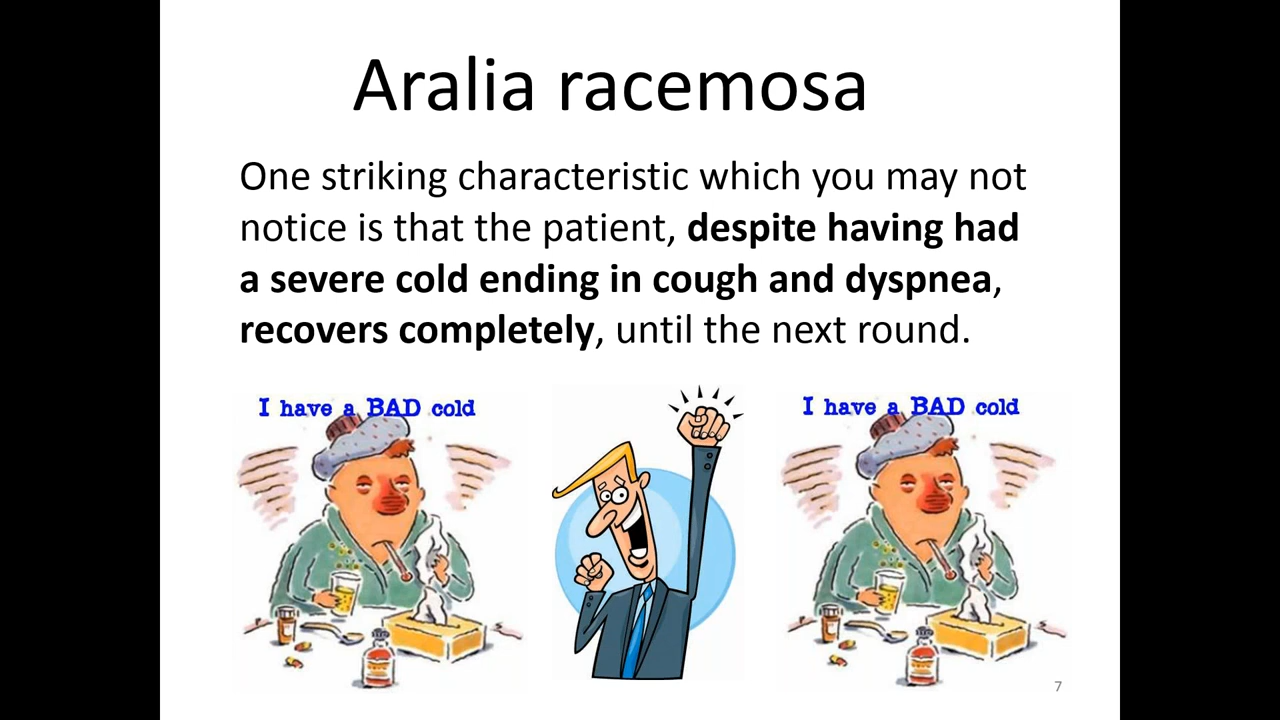 Aralia racemosa
One striking characteristic which you may not
notice is that the patient, despite having had
a severe cold ending in cough and dyspnea,
recovers completely, until the next round.
I have a BAD cold
I have a BAD cold
7